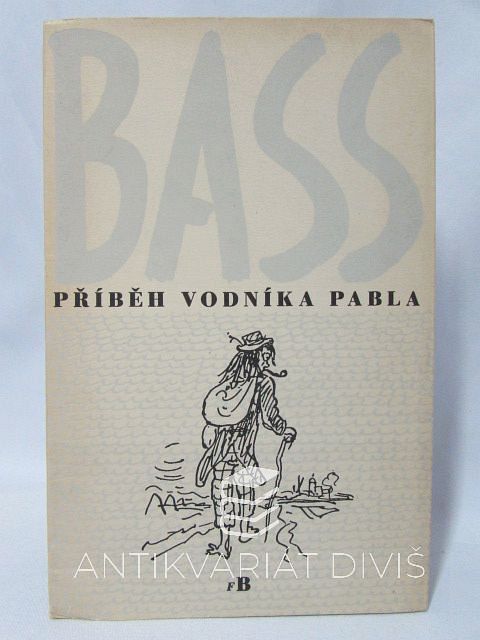 BASS
PŘÍBĚH VODNÍKA PABLA
ANTIKVARIÁT DIVIŠ
FB